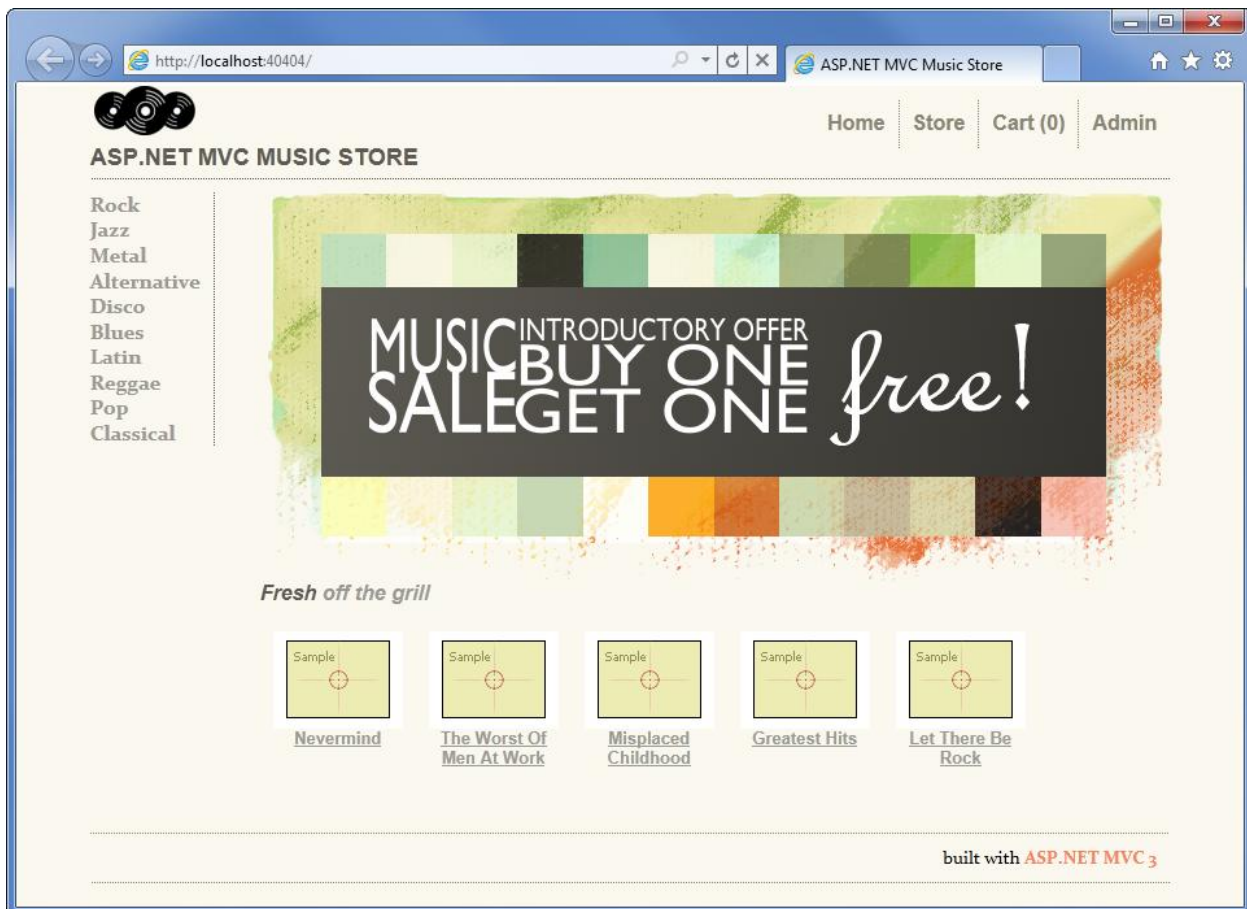 http://localhost:40404/
ASP.NET MVC Music Store
Home Store Cart (0) Admin
ASP.NET MVC MUSIC STORE
Rock
Jazz
Metal
Alternative
Disco
Blues
Latin
Reggae
Pop
Classical
MUSIC SALE
INTRODUCTORY OFFER
BUY ONE
GET ONE
free!
Fresh off the grill
Sample
Nevermind
Sample
The Worst Of
Men At Work
Sample
Misplaced
Childhood
Sample
Greatest Hits
Sample
Let There Be
Rock
built with ASP.NET MVC 3